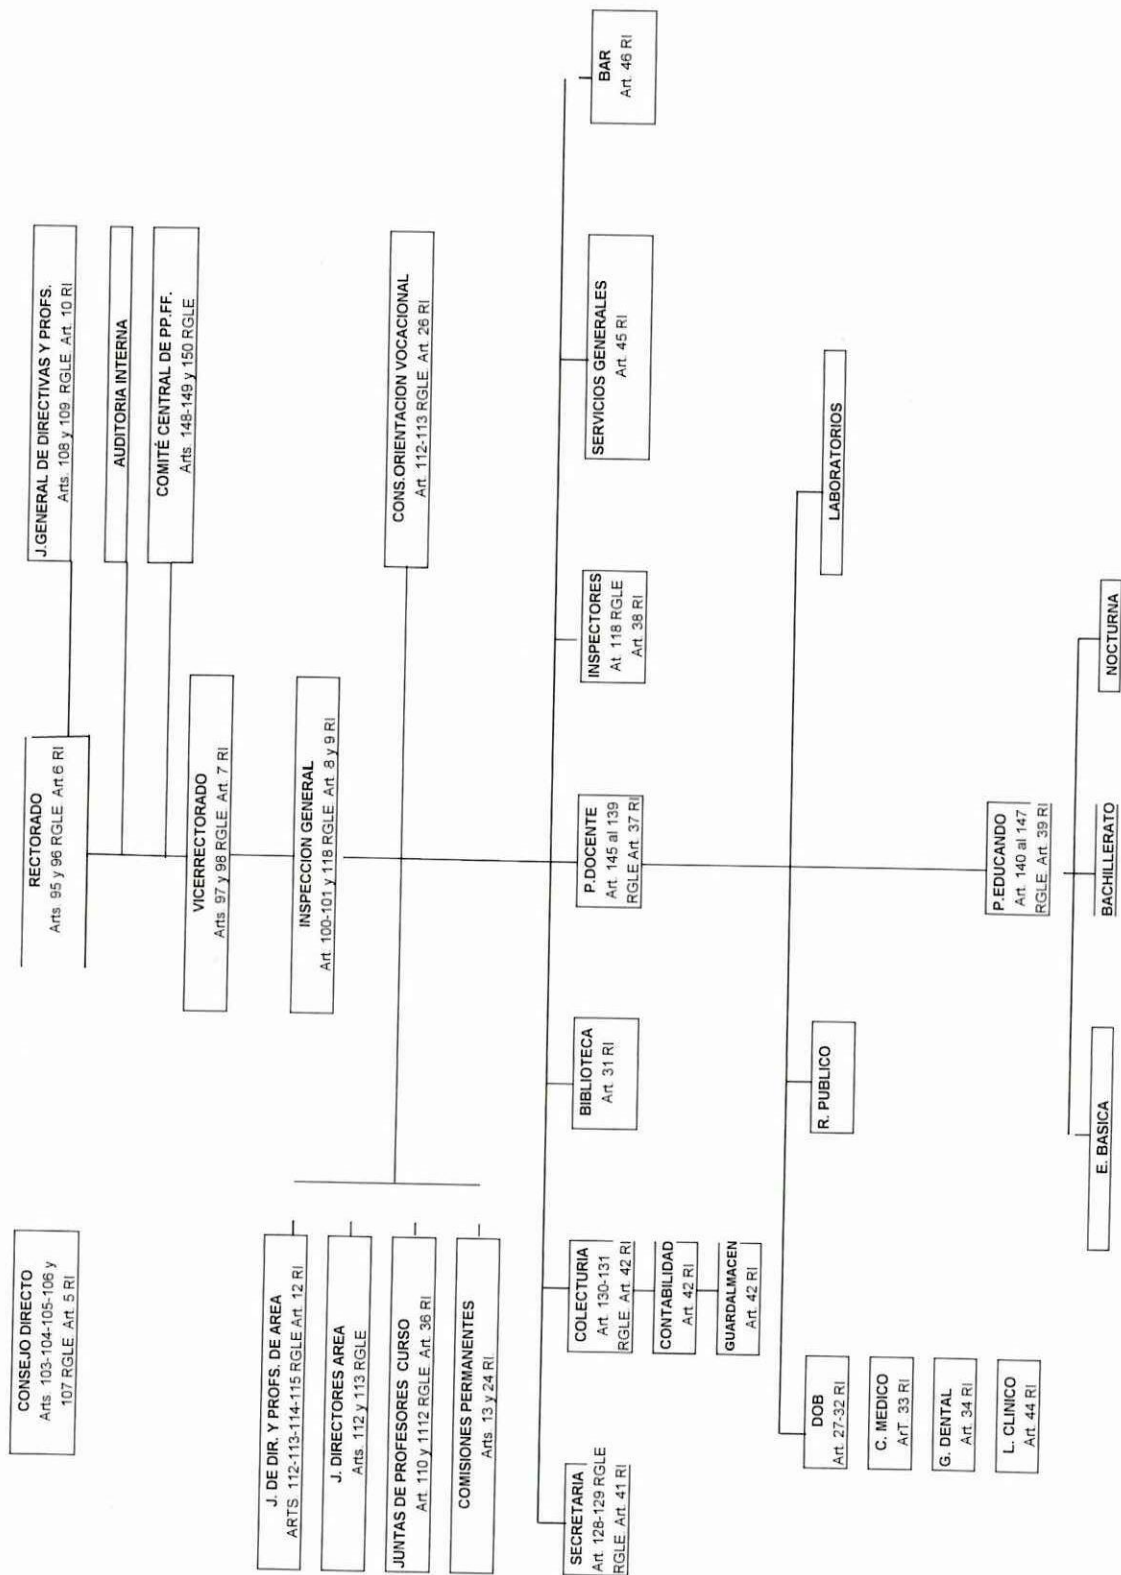 CONSEJO DIRECTO
Arts. 103-104-105-106 y
107 RGLE. Art. 5 RI
RECTORADO
Arts. 95 y 96 RGLE. Art.6 RI
J.GENERAL DE DIRECTIVAS Y PROFS.
Arts. 108 y 109 RGLE. Art. 10 RI
AUDITORIA INTERNA
COMITÉ CENTRAL DE PP.FF.
Arts. 148-149 y 150 RGLE
VICERRECTORADO
Arts. 97 y 98 RGLE. Art. 7 RI
INSPECCION GENERAL
Art. 100-101 y 118 RGLE. Art. 8 y 9 RI
J. DE DIR. Y PROFS. DE AREA
ARTS. 112-113-114-115 RGLE Art. 12 RI
J. DIRECTORES AREA
Arts. 112 y 113 RGLE
JUNTAS DE PROFESORES CURSO
Art. 110 y 1112 RGLE. Art. 36 RI
COMISIONES PERMANENTES
Arts. 13 y 24 RI.
CONS.ORIENTACION VOCACIONAL
Art. 112-113 RGLE. Art. 26 RI
SECRETARIA
Art. 128-129 RGLE
RGLE. Art. 41 RI
COLECTURIA
Art. 130-131
RGLE. Art. 42 RI
CONTABILIDAD
Art. 42 RI
GUARDALMACEN
Art. 42 RI
BIBLIOTECA
Art. 31 RI
P.DOCENTE
Art. 145 al 139
RGLE Art. 37 RI
INSPECTORES
At. 118 RGLE
Art. 38 RI
SERVICIOS GENERALES
Art. 45 RI
BAR
Art. 46 RI
DOB
Art. 27-32 RI
C. MEDICO
ArT. 33 RI
G. DENTAL
Art. 34 RI
L. CLINICO
Art. 44 RI
R. PUBLICO
LABORATORIOS
P.EDUCANDO
Art. 140 al 147
RGLE. Art. 39 RI
E. BASICA
BACHILLERATO
NOCTURNA